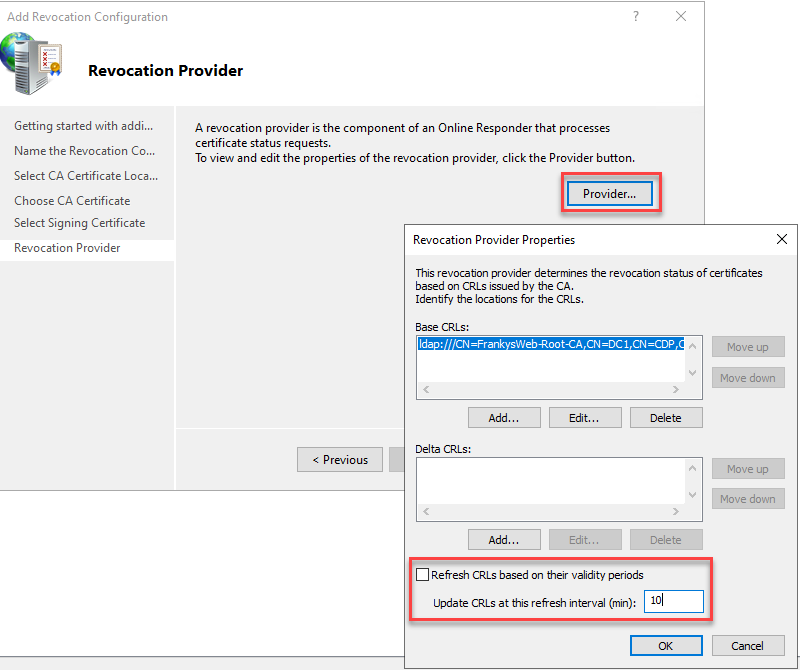 Add Revocation Configuration
?
Revocation Provider
Getting started with addi...
Name the Revocation Co...
Select CA Certificate Loca...
Choose CA Certificate
Select Signing Certificate
Revocation Provider
A revocation provider is the component of an Online Responder that processes
certificate status requests.
To view and edit the properties of the revocation provider, click the Provider button.
Provider...
< Previous
Revocation Provider Properties
This revocation provider determines the revocation status of certificates
based on CRLs issued by the CA.
Identify the locations for the CRLs.
Base CRLs:
ldap:///CN=FrankysWeb-Root-CA,CN=DC1,CN=CDP,C
Move up
Move down
Add...
Edit...
Delete
Delta CRLs:
Move up
Move down
Add...
Edit...
Delete
Refresh CRLs based on their validity periods
Update CRLs at this refresh interval (min):
10
OK
Cancel